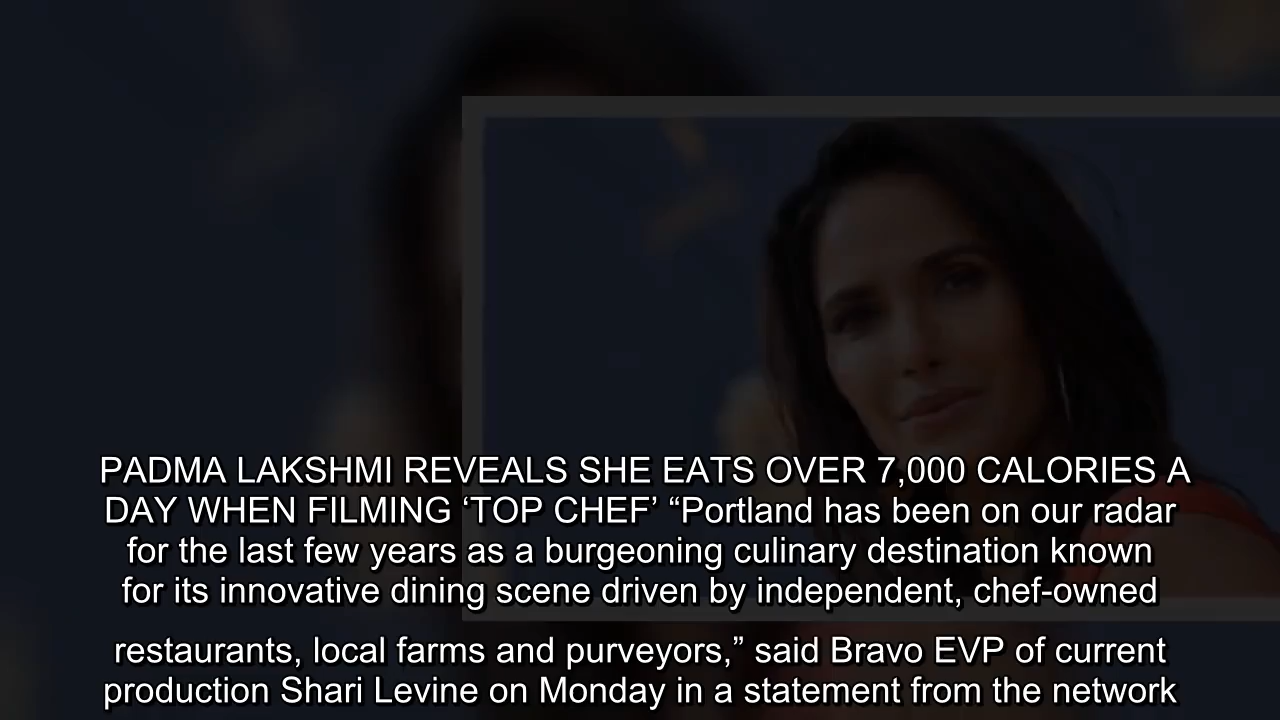 PADMA LAKSHMI REVEALS SHE EATS OVER 7,000 CALORIES A
DAY WHEN FILMING ‘TOP CHEF’ “Portland has been on our radar
for the last few years as a burgeoning culinary destination known
for its innovative dining scene driven by independent, chef-owned
restaurants, local farms and purveyors,” said Bravo EVP of current
production Shari Levine on Monday in a statement from the network